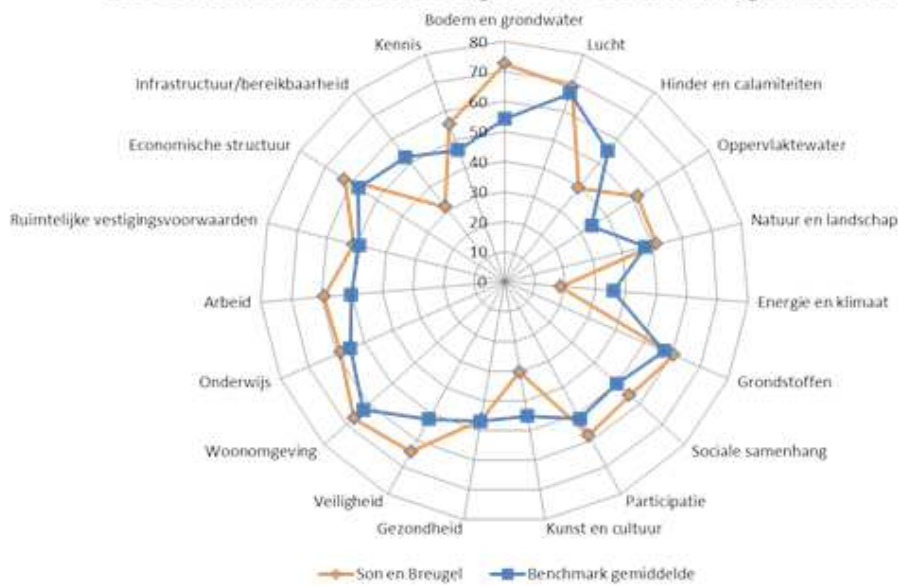 Bodem en grondwater
Lucht
Hinder en calamiteiten
Oppervlaktewater
Natuur en landschap
Energie en klimaat
Grondstoffen
Sociale samenhang
Participatie
Kunst en cultuur
Gezondheid
Veiligheid
Woonomgeving
Onderwijs
Arbeid
Ruimtelijke vestigingsvoorwaarden
Economische structuur
Infrastructuur/bereikbaarheid
Kennis
80
70
60
50
40
30
20
10
0
Son en Breugel
Benchmark gemiddelde